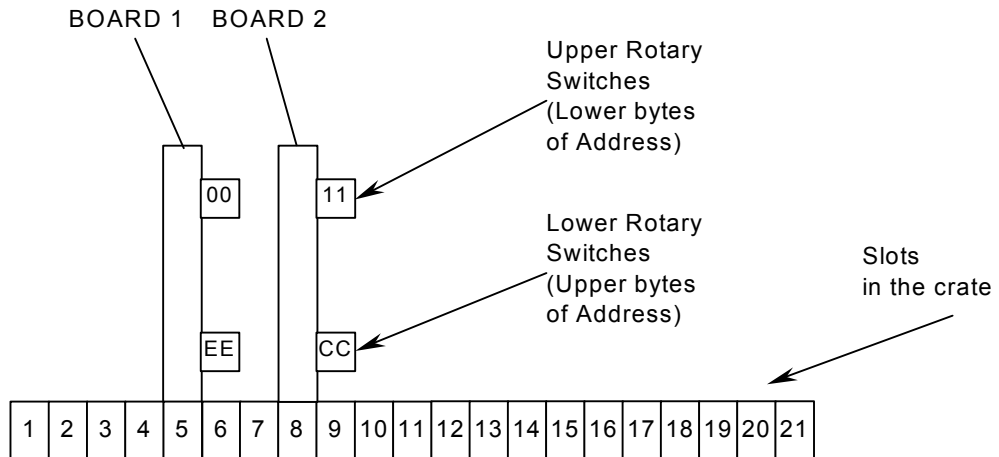 BOARD 1 BOARD 2
Upper Rotary
Switches
(Lower bytes
of Address)
00
11
Lower Rotary
Switches
(Upper bytes
of Address)
Slots
in the crate
EE
CC
1 2 3 4 5 6 7 8 9 10 11 12 13 14 15 16 17 18 19 20 21